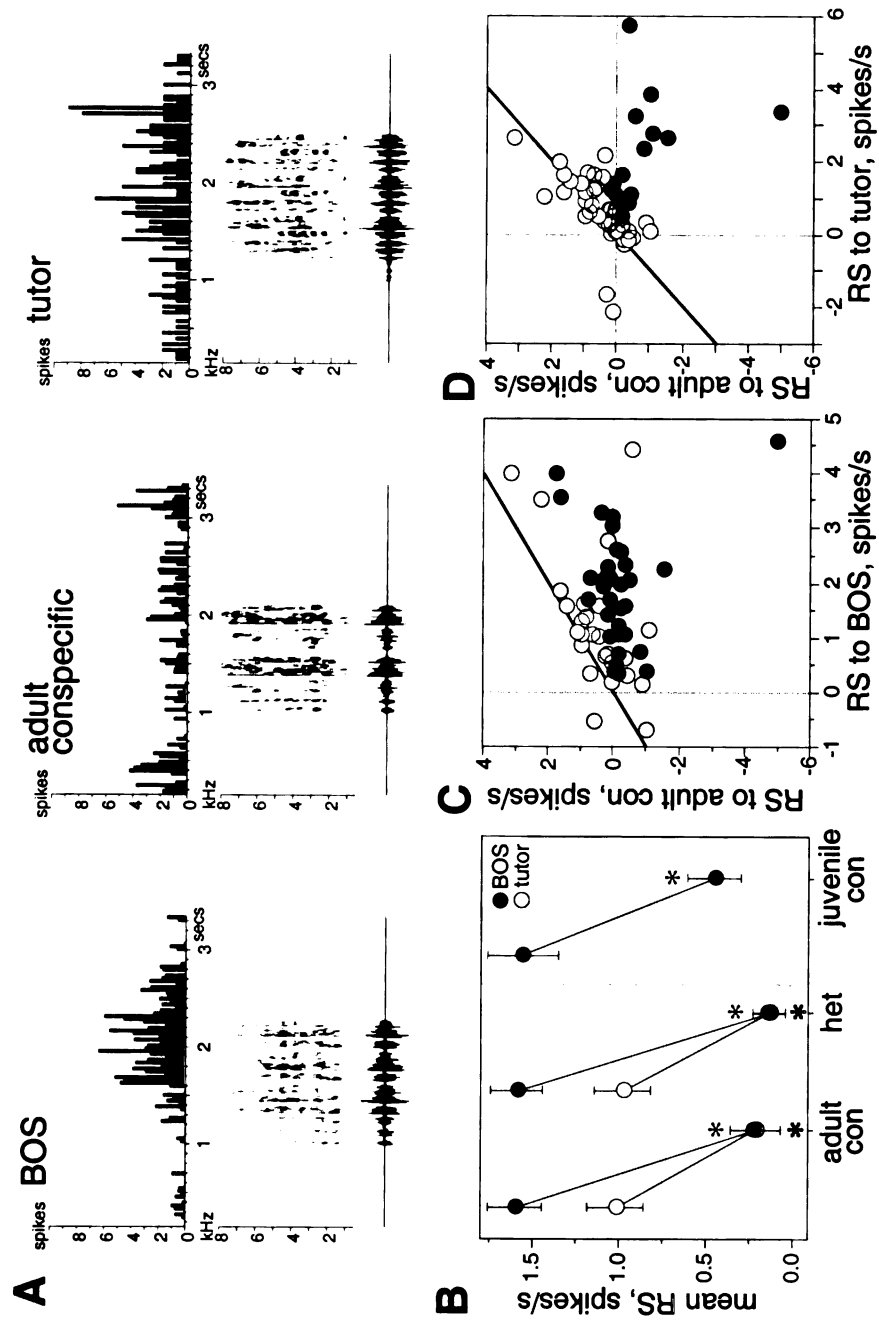 A
BOS
spikes
8
6
4
2
0
1
2
3 secs
kHz
8
6
4
2
adult
conspecific
spikes
8
6
4
2
0
1
2
3
secs
kHz
8
6
4
2
tutor
spikes
8
6
4
2
0
1
2
3 secs
kHz
8
6
4
2
B
mean RS, spikes/s
1.5
1.0
0.5
0.0
BOS
tutor
*
*
*
*
*
adult
con
het
juvenile
con
C
RS to adult con, spikes/s
4
2
0
-2
-4
-6
-1
0
1
2
3
4
5
RS to BOS, spikes/s
D
RS to adult con, spikes/s
4
2
0
-2
-4
-6
-2
0
2
4
6
RS to tutor, spikes/s